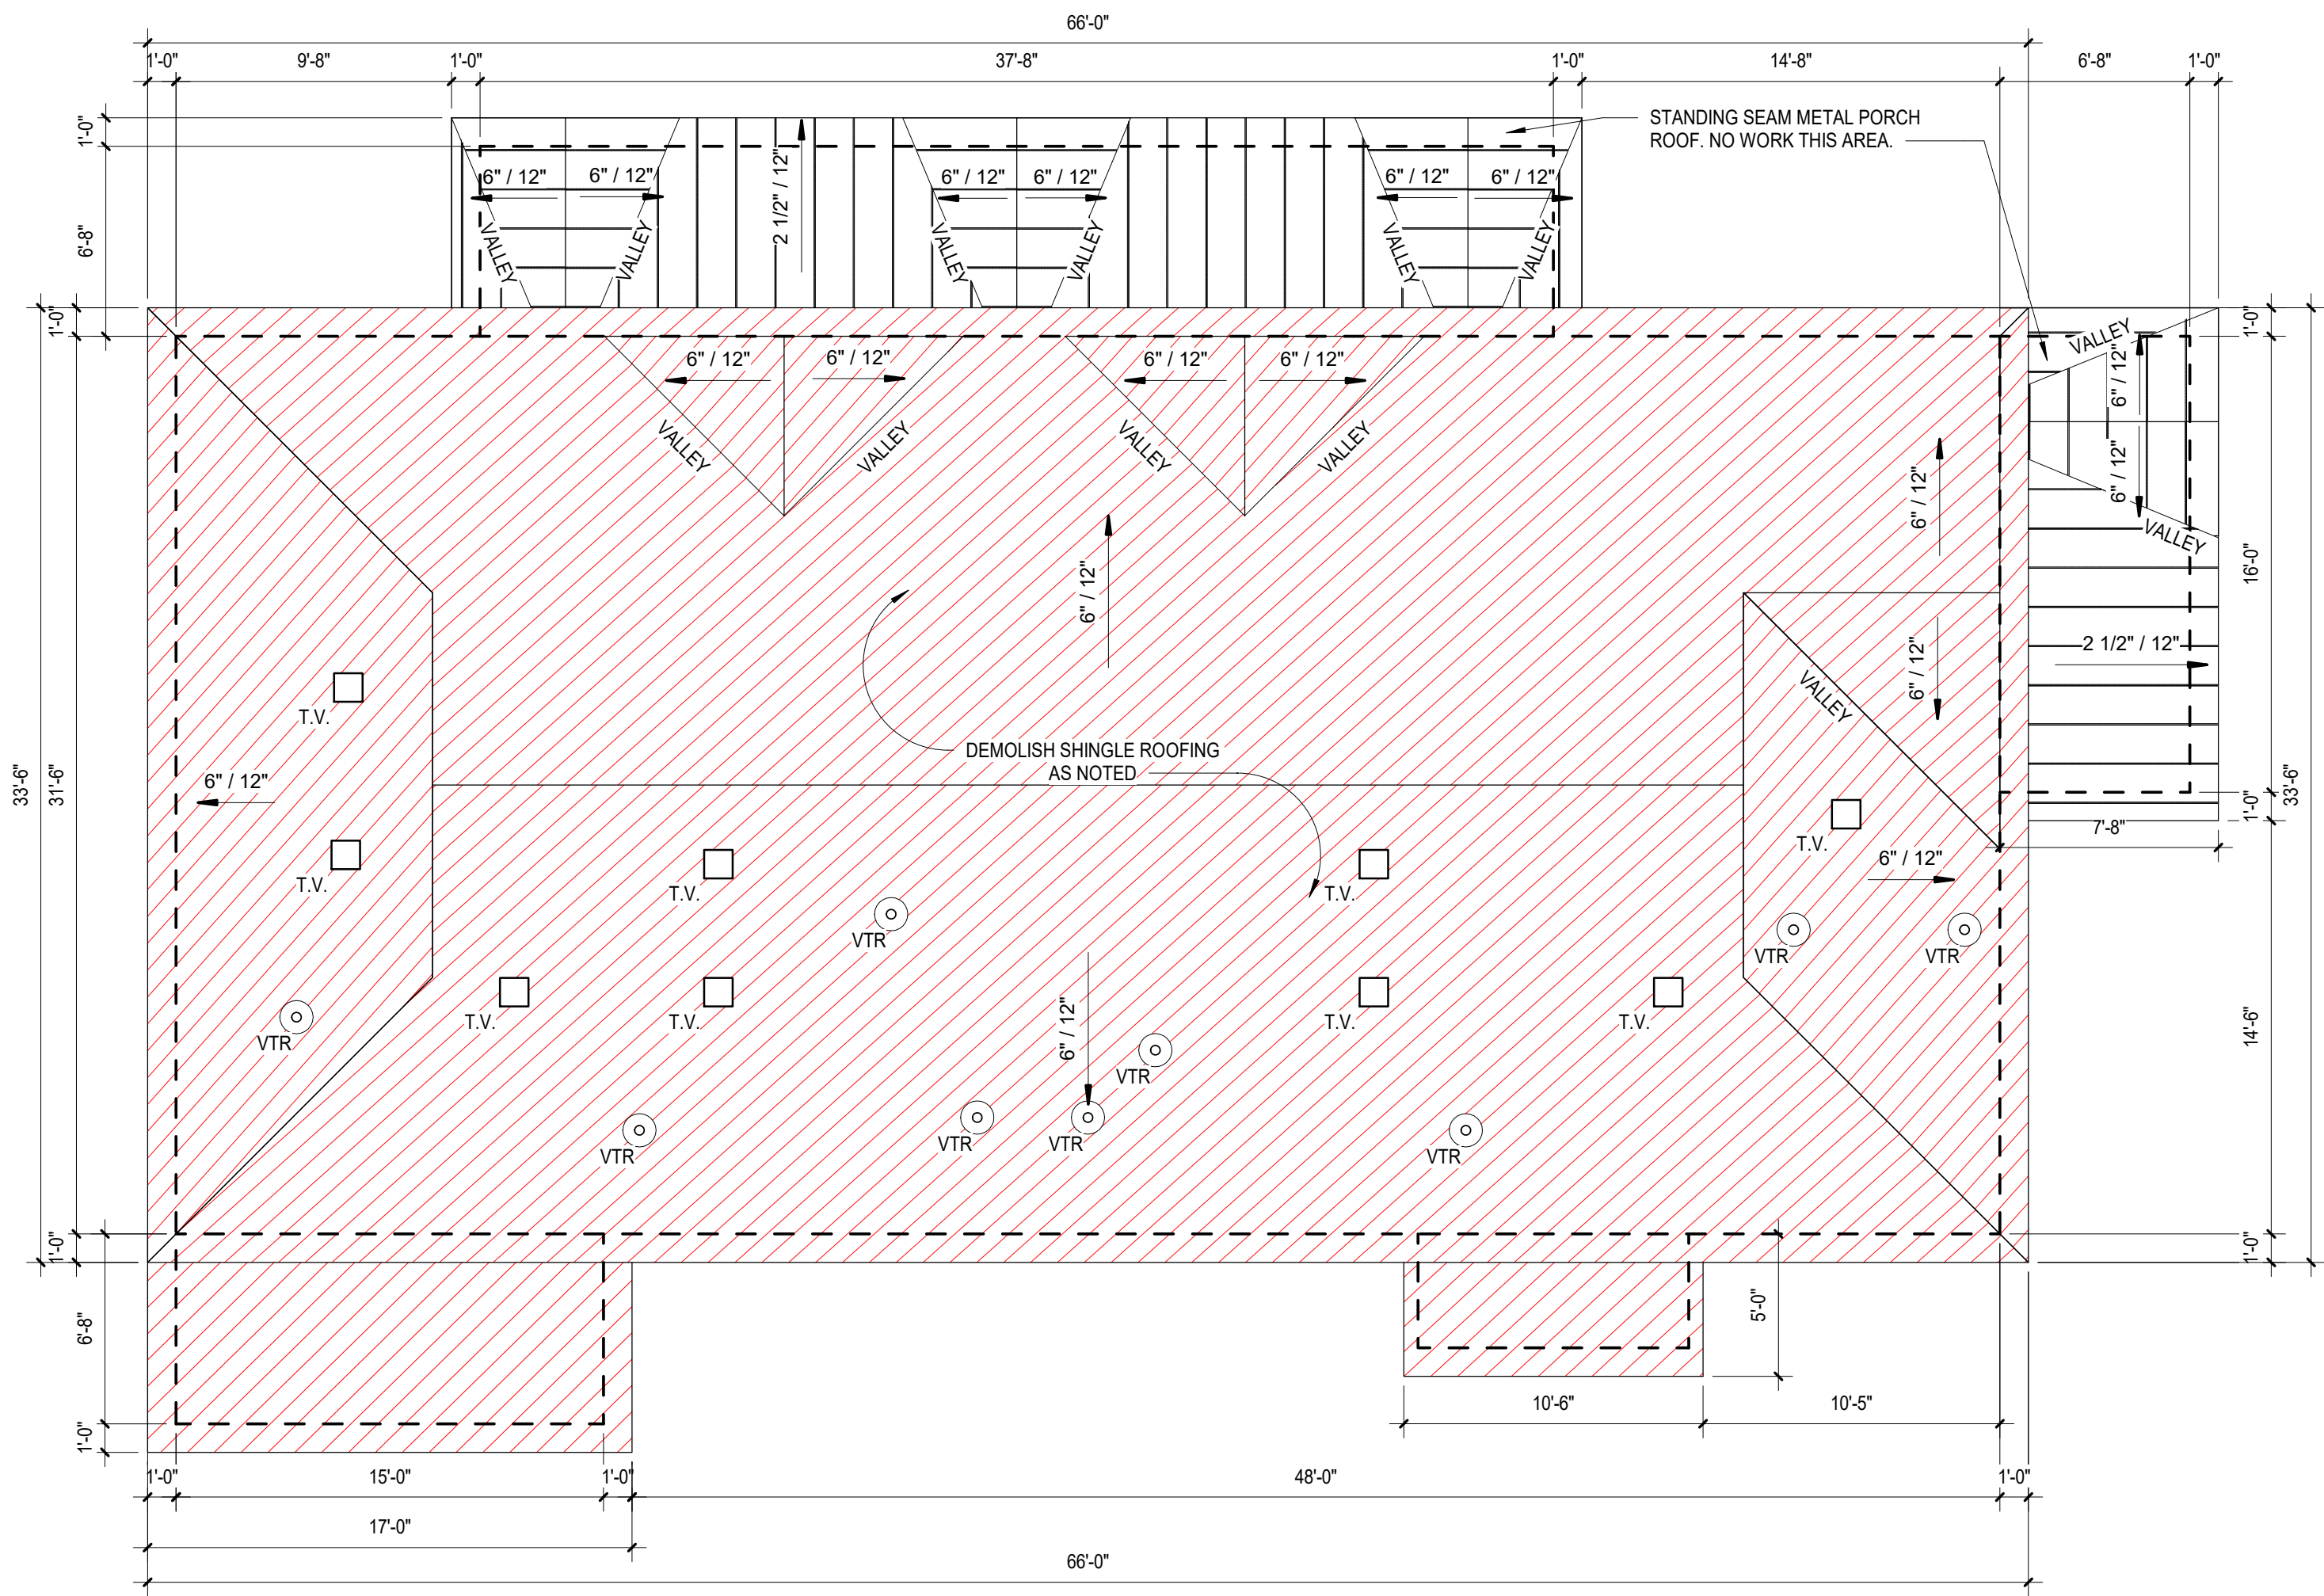 66'-0"
1'-0"
9'-8"
1'-0"
37'-8"
1'-0"
14'-8"
6'-8"
1'-0"
1'-0"
6'-8"
STANDING SEAM METAL PORCH
ROOF. NO WORK THIS AREA.
6" / 12"
6" / 12"
2 1/2" / 12"
6" / 12"
6" / 12"
6" / 12"
6" / 12"
VALLEY
VALLEY
VALLEY
VALLEY
VALLEY
VALLEY
1'-0"
1'-0"
VALLEY
6" / 12"
6" / 12"
VALLEY
6" / 12"
6" / 12"
6" / 12"
6" / 12"
VALLEY
VALLEY
VALLEY
VALLEY
6" / 12"
6" / 12"
16'-0"
6" / 12"
2 1/2" / 12"
VALLEY
T.V.
DEMOLISH SHINGLE ROOFING
AS NOTED
33'-6"
31'-6"
6" / 12"
33'-6"
1'-0"
7'-8"
T.V.
T.V.
T.V.
T.V.
6" / 12"
VTR
VTR
VTR
T.V.
T.V.
T.V.
T.V.
VTR
6" / 12"
VTR
14'-6"
VTR
VTR
VTR
VTR
1'-0"
1'-0"
6'-8"
5'-0"
1'-0"
10'-6"
10'-5"
1'-0"
15'-0"
1'-0"
48'-0"
1'-0"
17'-0"
66'-0"